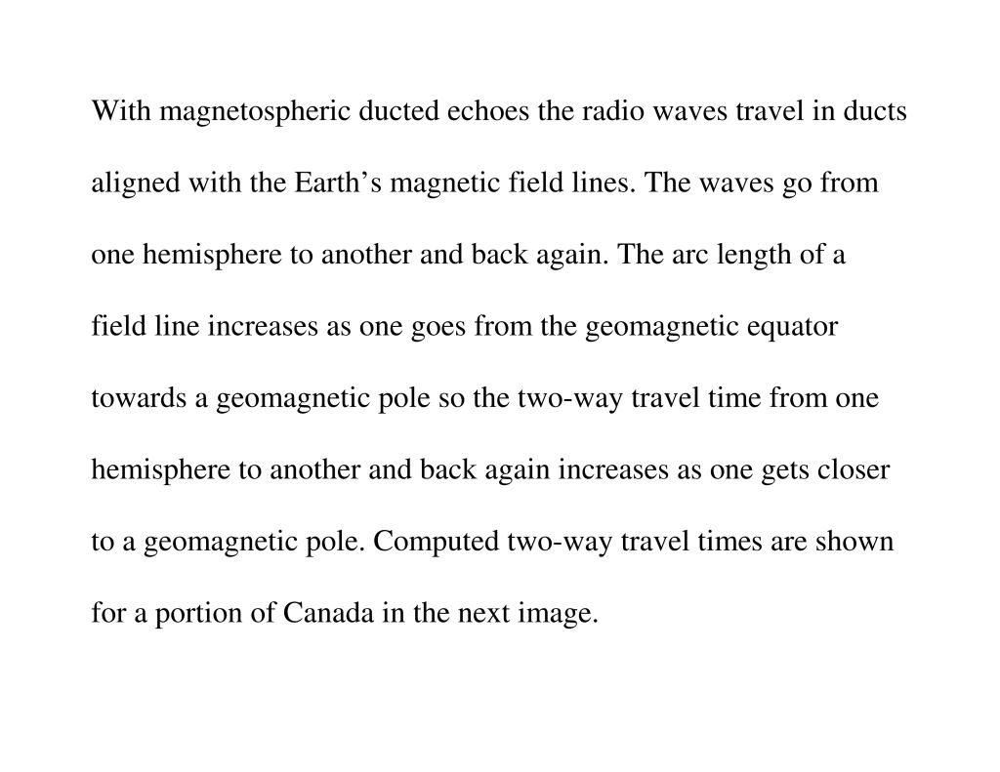 With magnetospheric ducted echoes the radio waves travel in ducts
aligned with the Earth’s magnetic field lines. The waves go from
one hemisphere to another and back again. The arc length of a
field line increases as one goes from the geomagnetic equator
towards a geomagnetic pole so the two-way travel time from one
hemisphere to another and back again increases as one gets closer
to a geomagnetic pole. Computed two-way travel times are shown
for a portion of Canada in the next image.